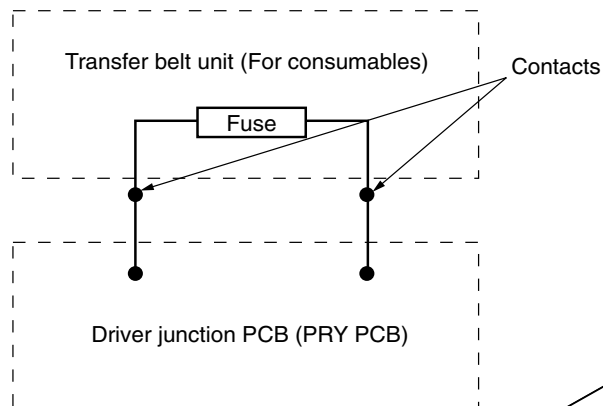 Transfer belt unit (For consumables)
Contacts
Fuse
Driver junction PCB (PRY PCB)